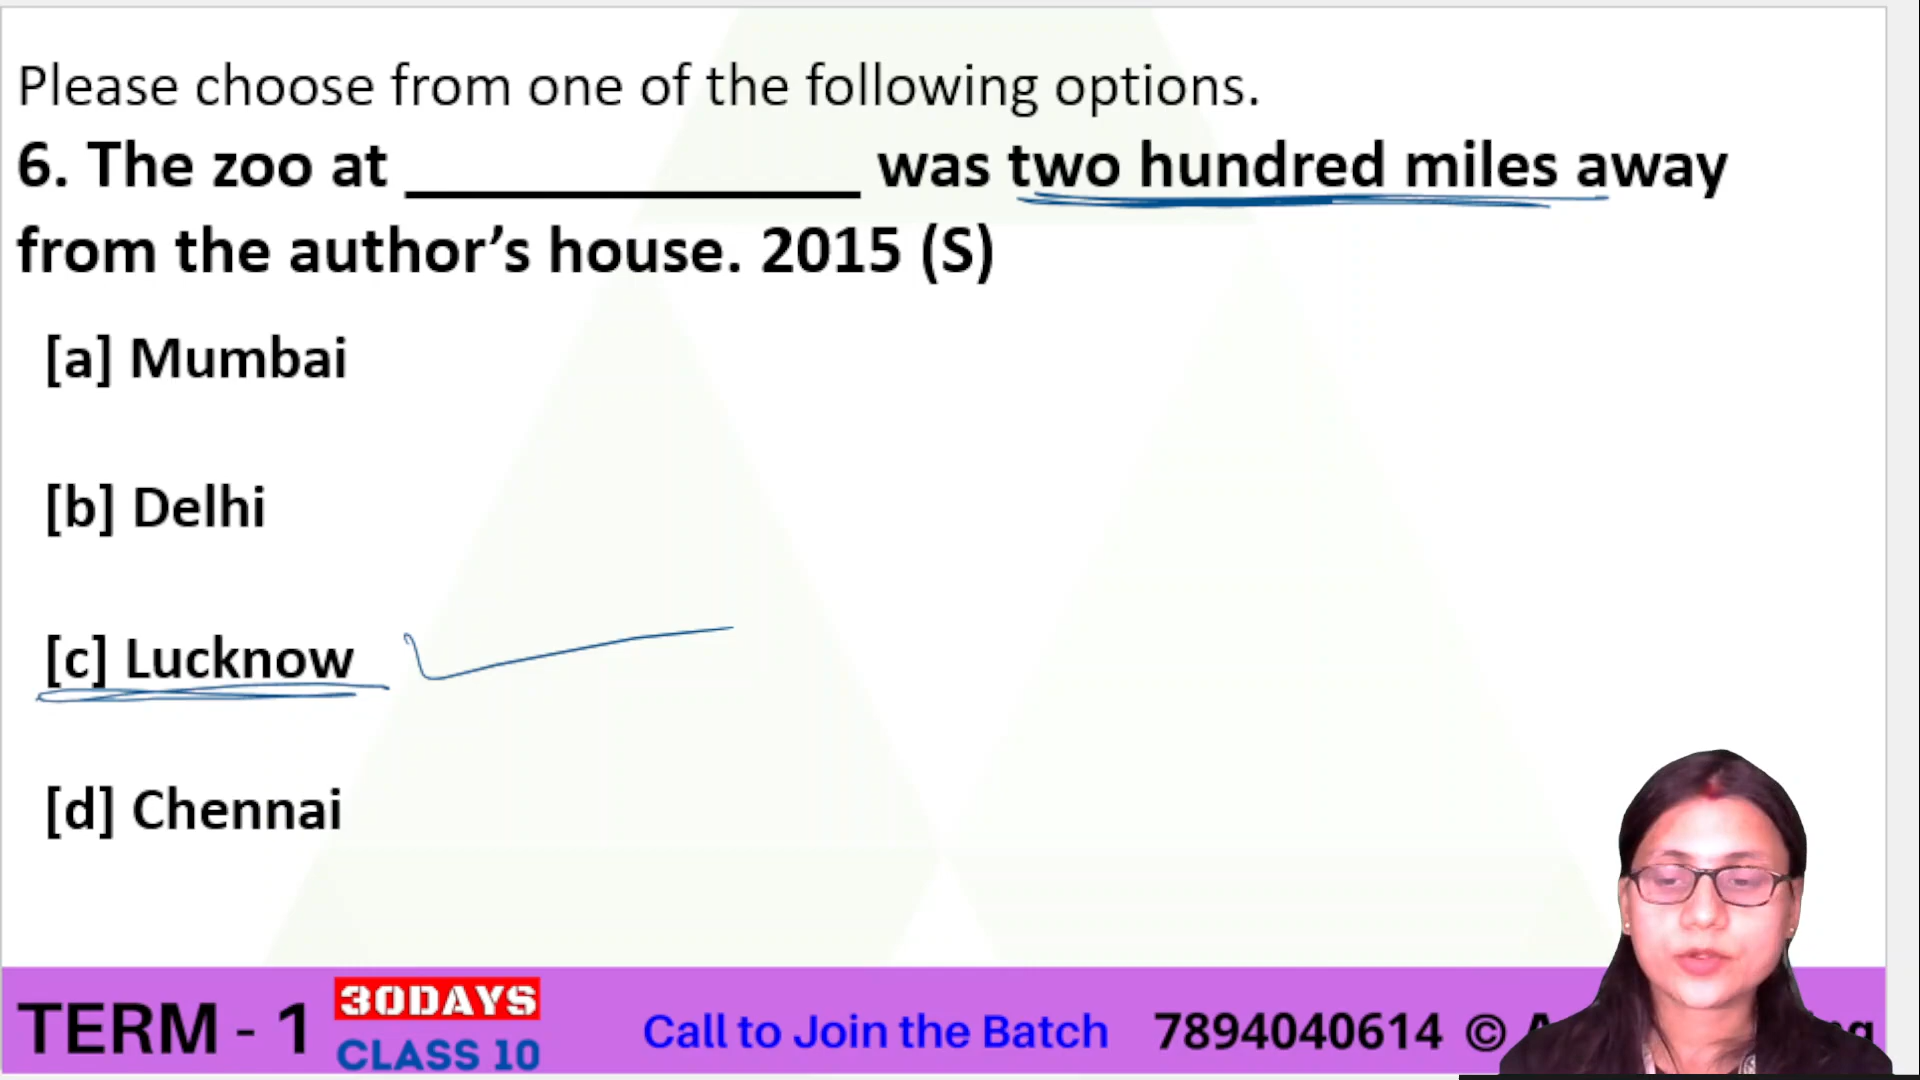 Please choose from one of the following options.
6. The zoo at ______________ was two hundred miles away
from the author’s house. 2015 (S)
[a] Mumbai
[b] Delhi
[c] Lucknow
[d] Chennai
TERM - 1
30DAYS
CLASS 10
Call to Join the Batch 7894040614 ©